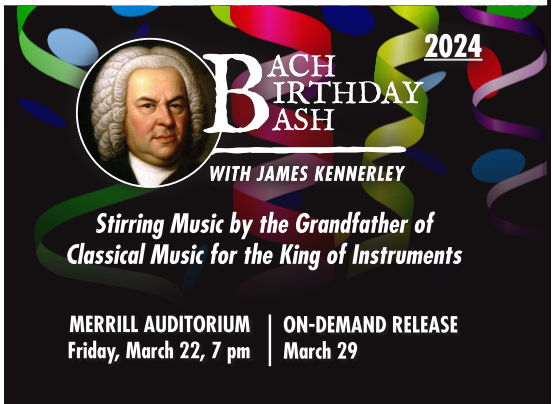 2024
BACH
BIRTHDAY
BASH
WITH JAMES KENNERLEY
Stirring Music by the Grandfather of
Classical Music for the King of Instruments
MERRILL AUDITORIUM
Friday, March 22, 7 pm
ON-DEMAND RELEASE
March 29